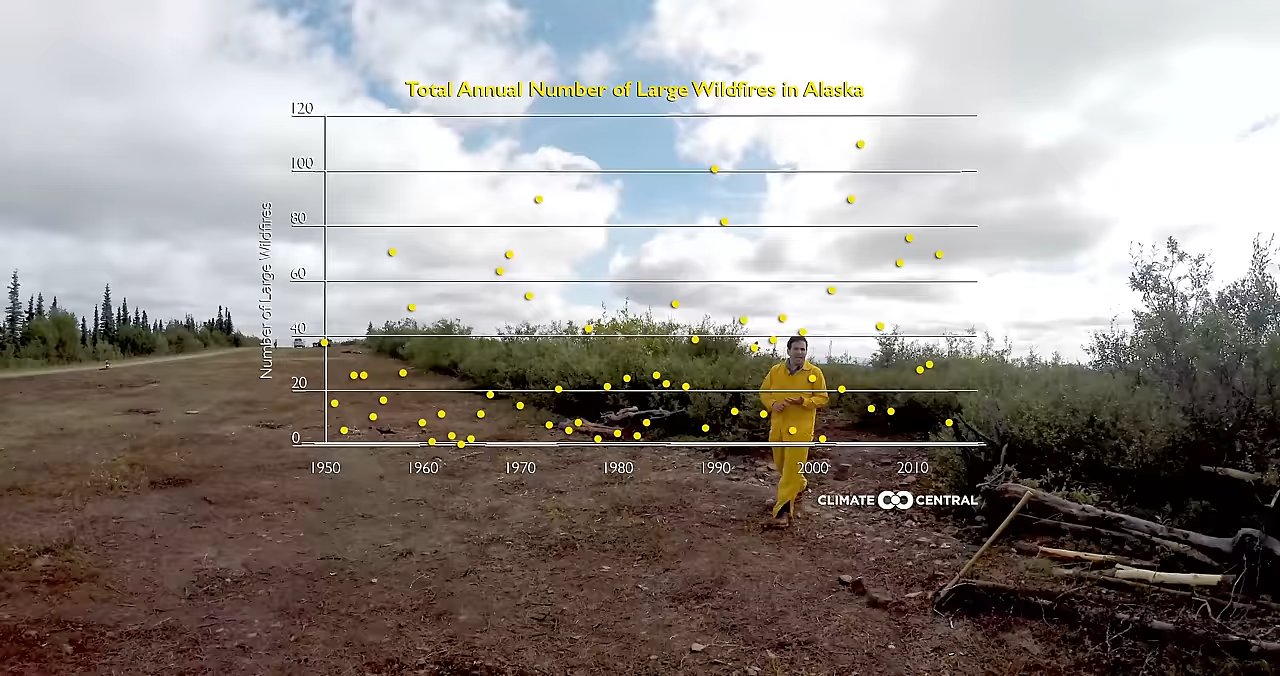 Total Annual Number of Large Wildfires in Alaska
Number of Large Wildfires
120
100
80
60
40
20
0
1950 1960 1970 1980 1990 2000 2010
CLIMATE CENTRAL